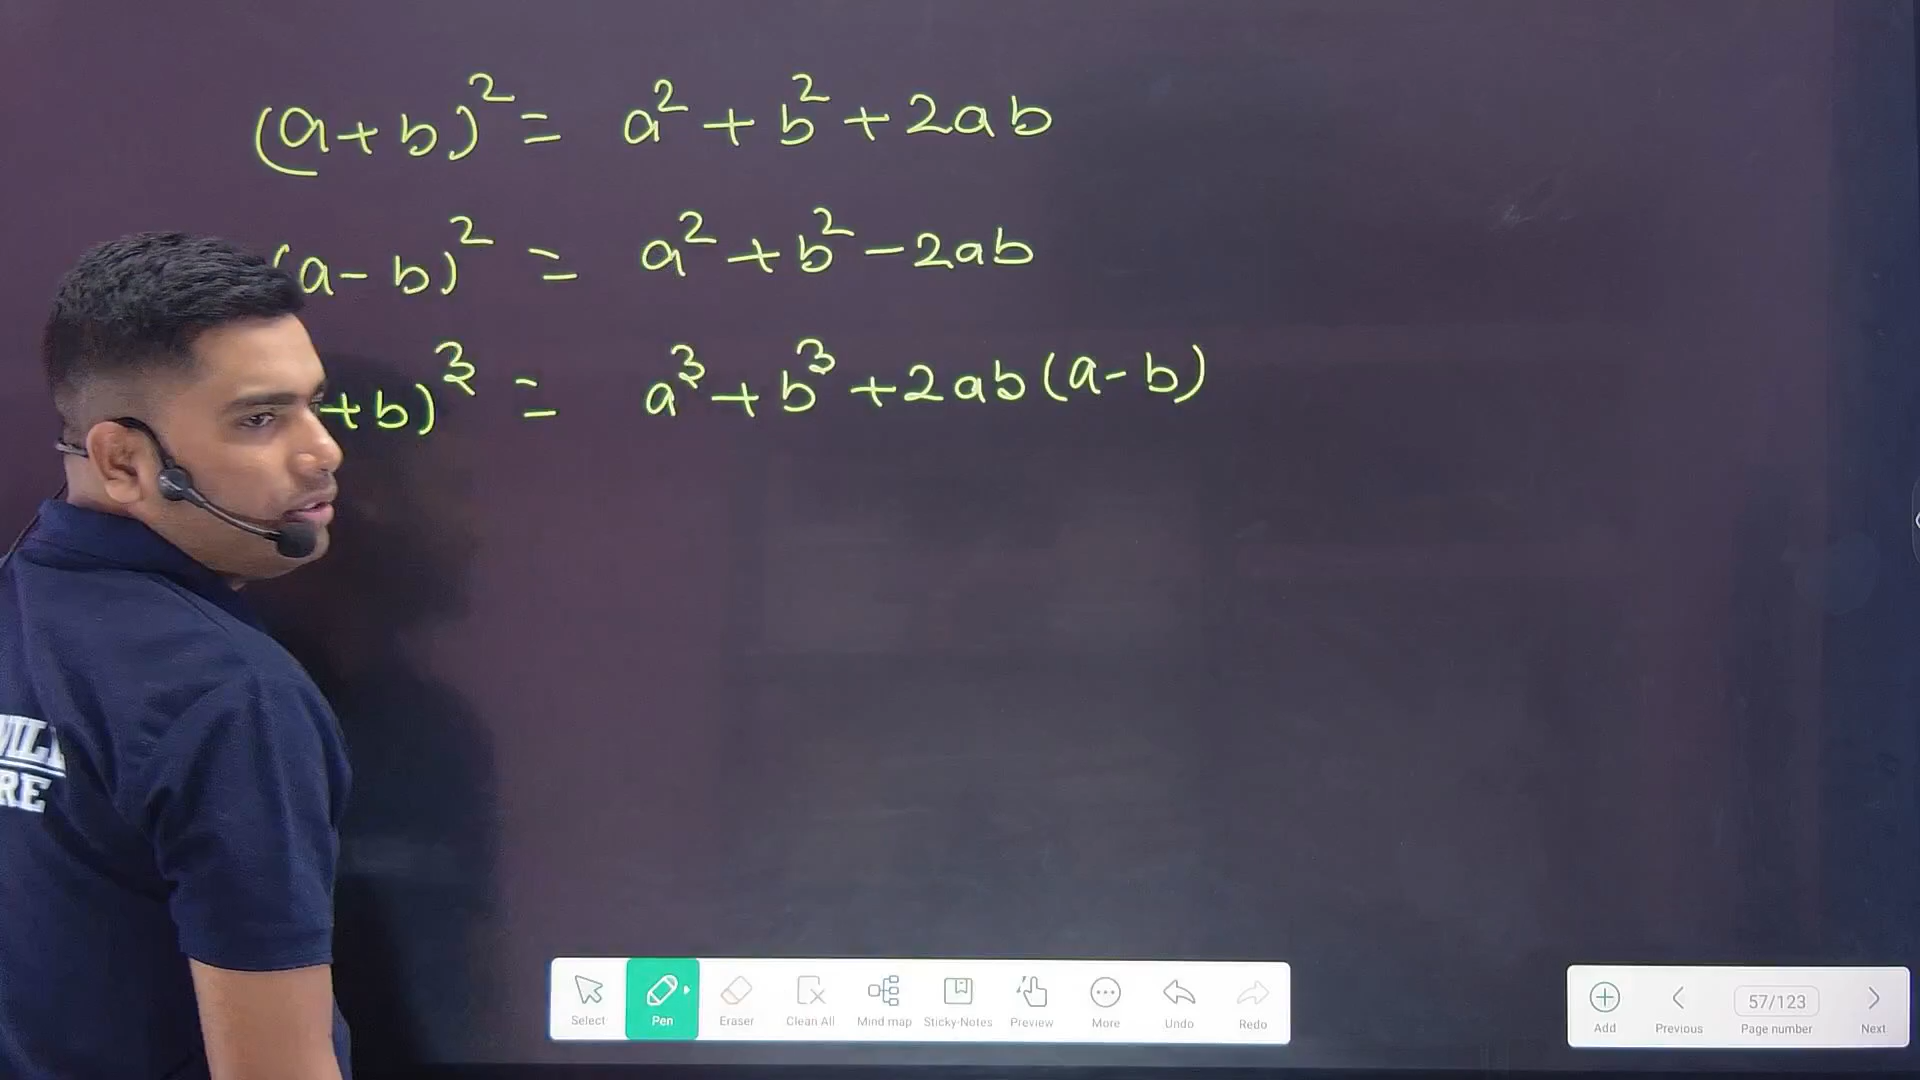 (a+b)² = a²+b²+2ab
(a-b)² = a²+b²-2ab
+b)³ = a³+b³+2ab(a-b)
RE
Select
Pen
Eraser
Clean All
Mind map
Sticky-Notes
Preview
More
Undo
Redo
Add
Previous
57/123
Page number
Next